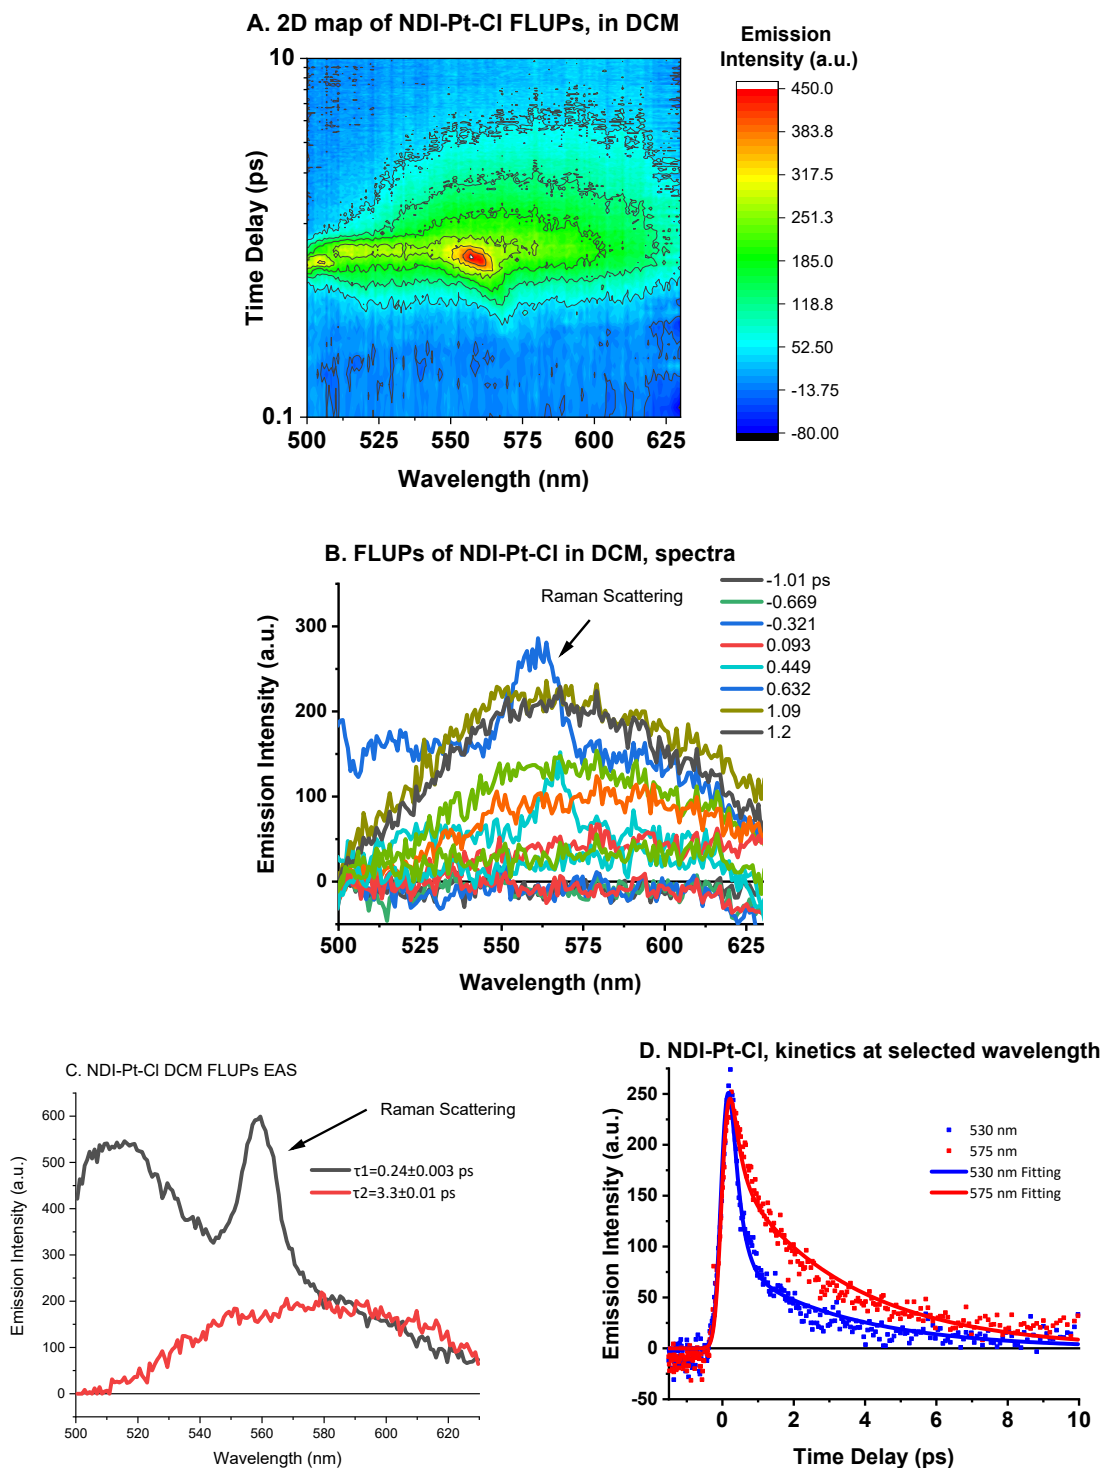 A. 2D map of NDI-Pt-Cl FLUPs, in DCM
Emission
Intensity (a.u.)
10
0.1
Time Delay (ps)
500 525 550 575 600 625
Wavelength (nm)
450.0
383.8
317.5
251.3
185.0
118.8
52.50
-13.75
-80.00
B. FLUPs of NDI-Pt-Cl in DCM, spectra
Raman Scattering
-1.01 ps
-0.669
-0.321
0.093
0.449
0.632
1.09
1.2
300
200
100
0
Emission Intensity (a.u.)
500 525 550 575 600 625
Wavelength (nm)
C. NDI-Pt-Cl DCM FLUPs EAS
Raman Scattering
τ1=0.24±0.003 ps
τ2=3.3±0.01 ps
600
500
400
300
200
100
0
Emission Intensity (a.u.)
500 520 540 560 580 600 620
Wavelength (nm)
D. NDI-Pt-Cl, kinetics at selected wavelength
530 nm
575 nm
530 nm Fitting
575 nm Fitting
250
200
150
100
50
0
-50
Emission Intensity (a.u.)
0 2 4 6 8 10
Time Delay (ps)